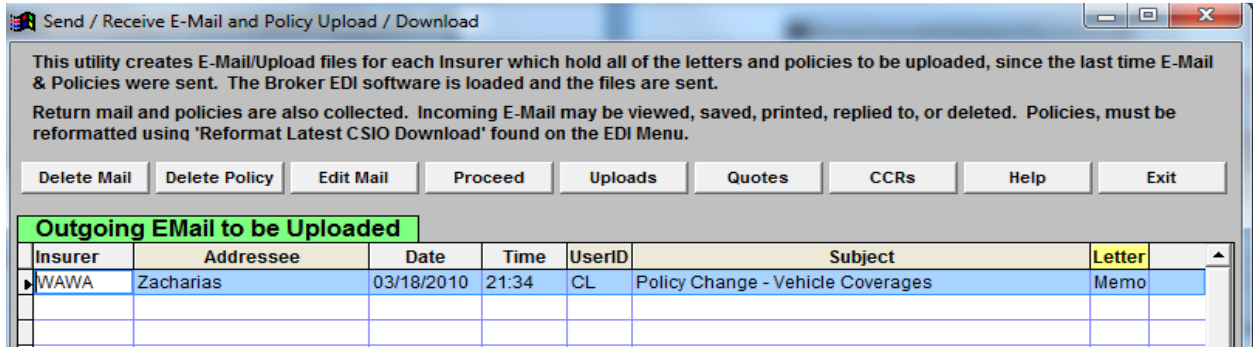 Send / Receive E-Mail and Policy Upload / Download
This utility creates E-Mail/Upload files for each Insurer which hold all of the letters and policies to be uploaded, since the last time E-Mail
& Policies were sent. The Broker EDI software is loaded and the files are sent.
Return mail and policies are also collected. Incoming E-Mail may be viewed, saved, printed, replied to, or deleted. Policies, must be
reformatted using 'Reformat Latest CSIO Download' found on the EDI Menu.
Delete Mail Delete Policy Edit Mail Proceed Uploads Quotes CCRs Help Exit
Outgoing EMail to be Uploaded
Insurer Addressee Date Time UserID Subject Letter
WAWA Zacharias 03/18/2010 21:34 CL Policy Change - Vehicle Coverages Memo